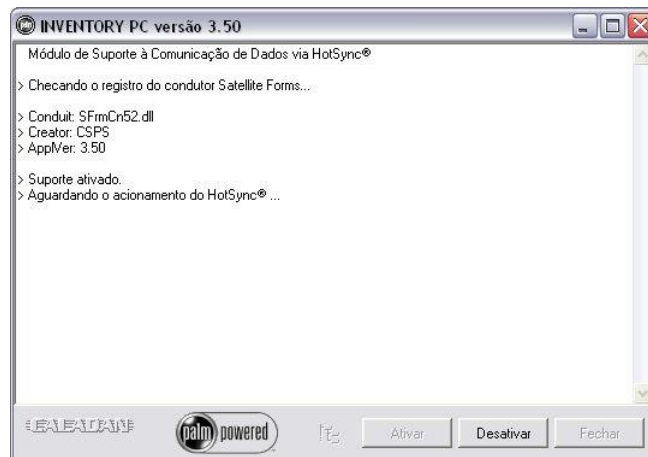 INVENTORY PC versão 3.50
Módulo de Suporte à Comunicação de Dados via HotSync®
> Checando o registro do condutor Satellite Forms...
> Conduit: SFrmCn52.dll
> Creator: CSPS
> ApplVer: 3.50
> Suporte ativado.
> Aguardando o acionamento do HotSync® ...
palm powered
Ativar
Desativar
Fechar